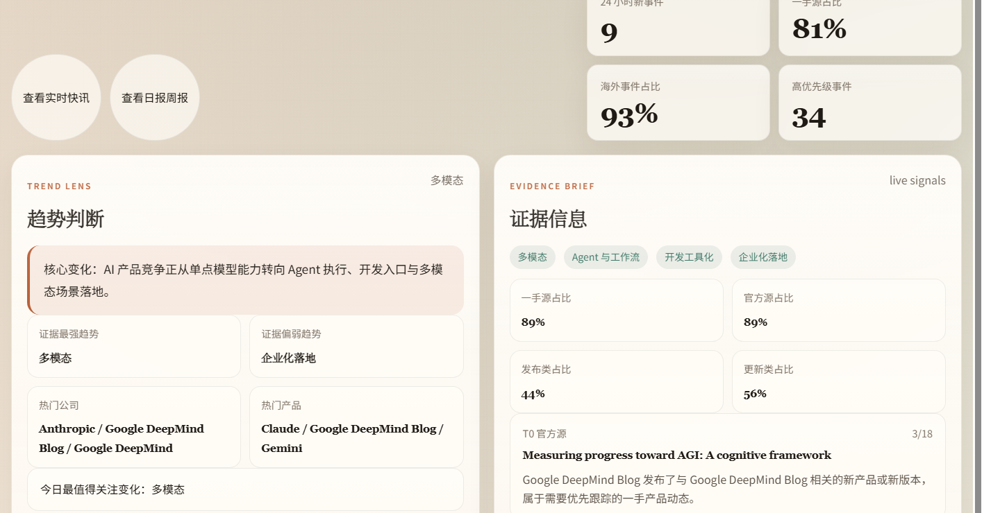 24 小时新事件
9
一手源占比
81%
查看实时快讯
查看日报周报
海外事件占比
93%
高优先级事件
34
TREND LENS
多模态
趋势判断
核心变化：AI 产品竞争正从单点模型能力转向 Agent 执行、开发入口与多模
态场景落地。
证据最强趋势
多模态
证据偏弱趋势
企业化落地
热门公司
Anthropic / Google DeepMind
Blog / Google DeepMind
热门产品
Claude / Google DeepMind Blog /
Gemini
今日最值得关注变化：多模态
EVIDENCE BRIEF
live signals
证据信息
多模态
Agent 与工作流
开发工具化
企业化落地
一手源占比
89%
官方源占比
89%
发布类占比
44%
更新类占比
56%
T0 官方源
3/18
Measuring progress toward AGI: A cognitive framework
Google DeepMind Blog 发布了与 Google DeepMind Blog 相关的新产品或新版本，
属于需要优先跟踪的一手产品动态。